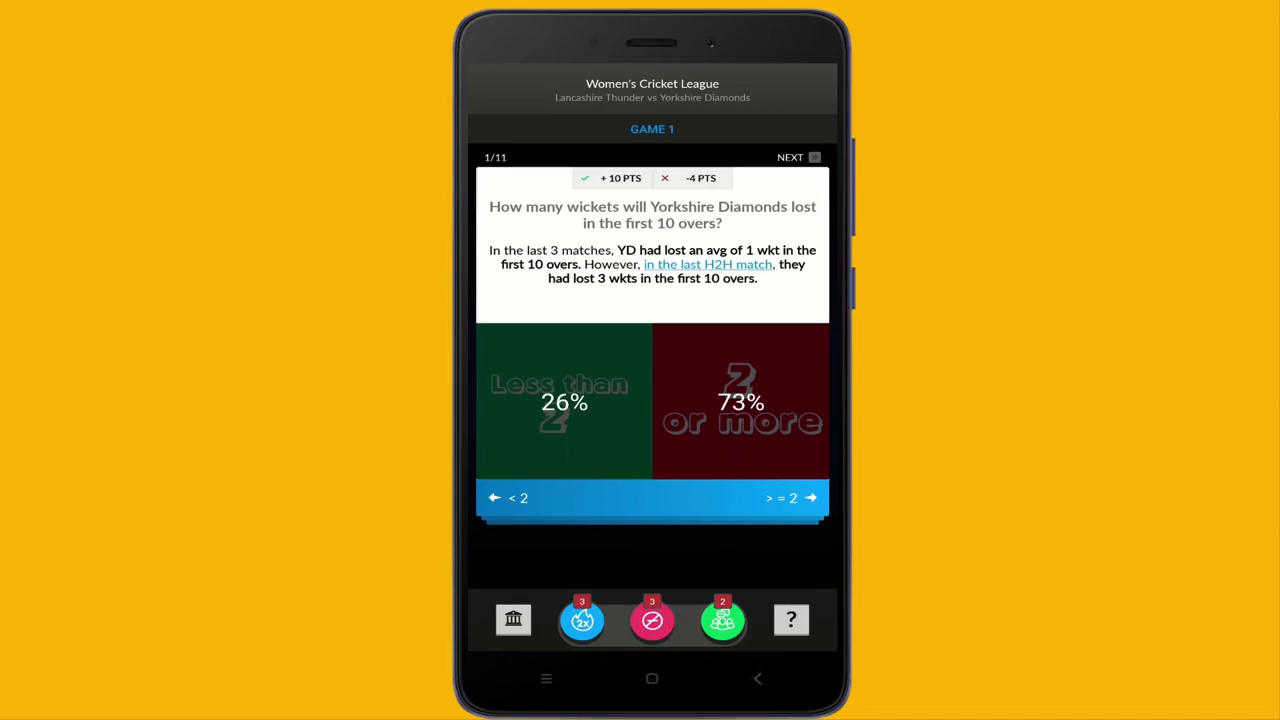 Women's Cricket League
Lancashire Thunder vs Yorkshire Diamonds
GAME 1
1/11
NEXT
+ 10 PTS
-4 PTS
How many wickets will Yorkshire Diamonds lost
in the first 10 overs?
In the last 3 matches, YD had lost an avg of 1 wkt in the
first 10 overs. However, in the last H2H match, they
had lost 3 wkts in the first 10 overs.
Less than
2
26%
2
or more
73%
< 2
> = 2
3
3
2
2x
?